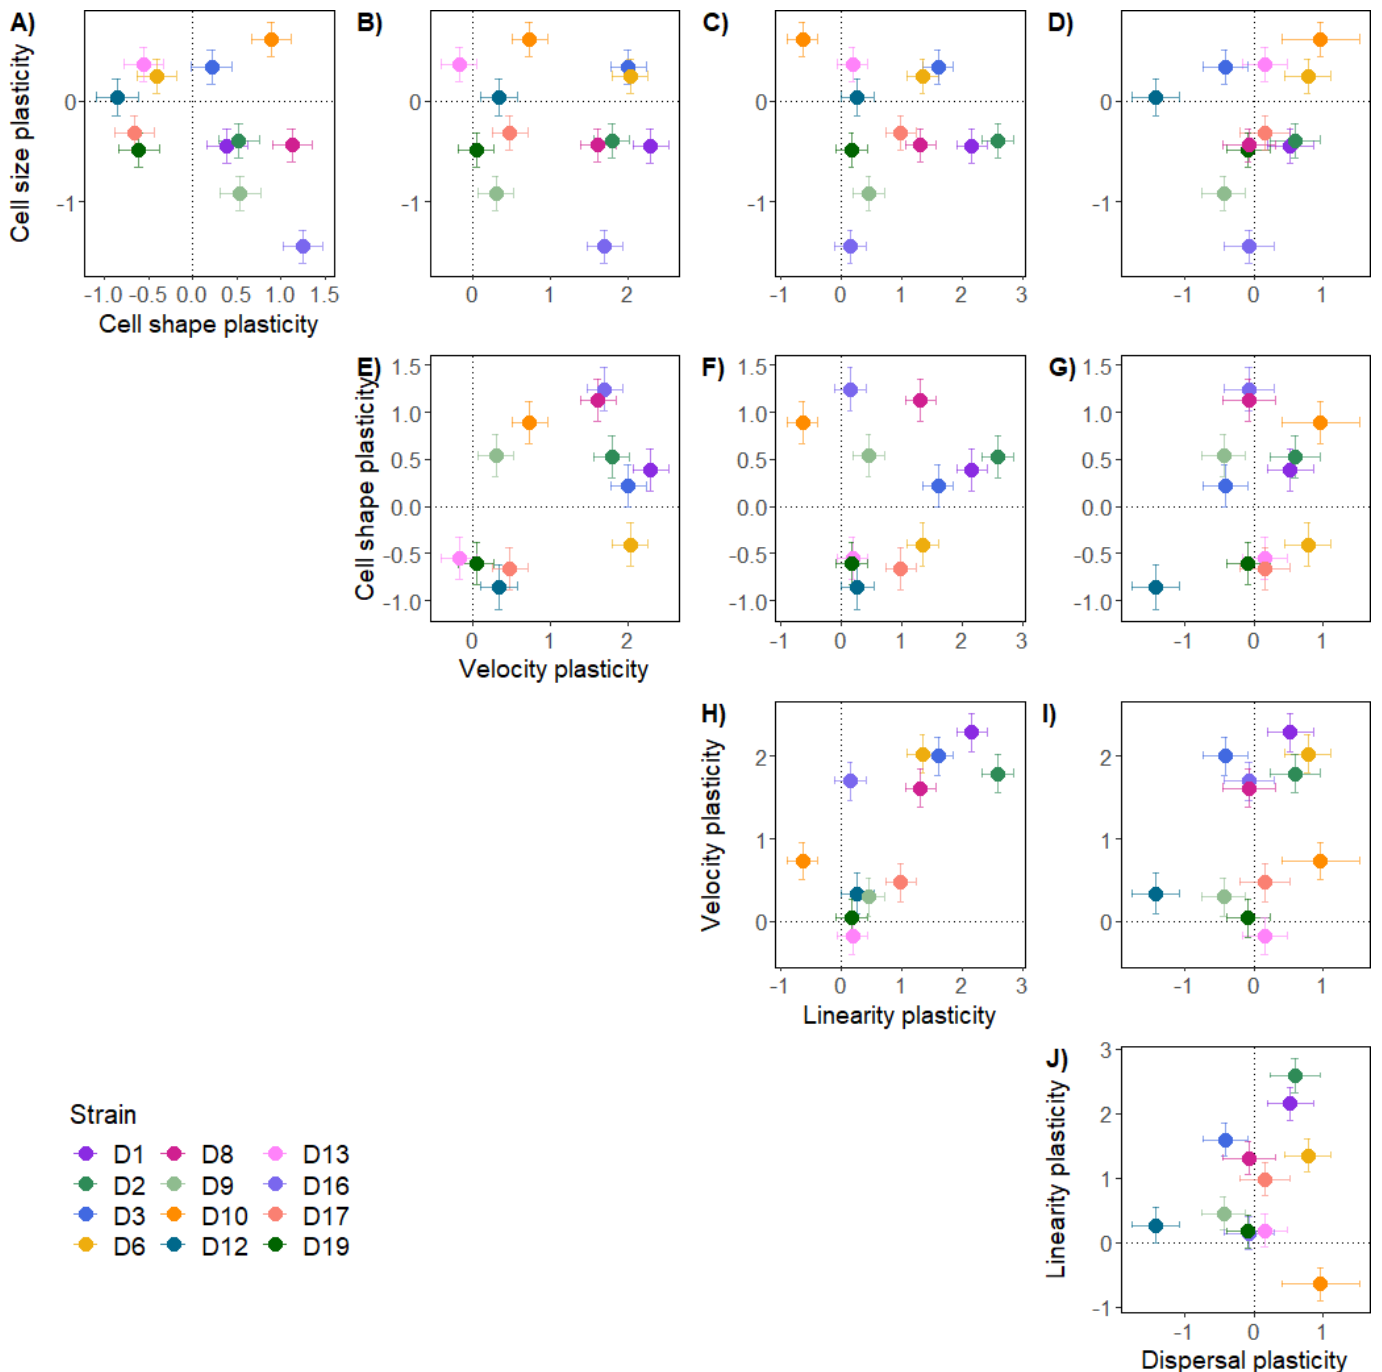 A)
B)
C)
D)
Cell size plasticity
0
-1
-1.0 -0.5 0.0 0.5 1.0 1.5
0 1 2
-1 0 1 2 3
-1 0 1
Cell shape plasticity
E)
F)
G)
Cell shape plasticity
1.5 1.5 1.5
1.0 1.0 1.0
0.5 0.5 0.5
0.0 0.0 0.0
-0.5 -0.5 -0.5
-1.0 -1.0 -1.0
0 1 2
-1 0 1 2 3
-1 0 1
Velocity plasticity
H)
I)
Velocity plasticity
2 2
1 1
0 0
-1 0 1 2 3
-1 0 1
Linearity plasticity
J)
Linearity plasticity
3
2
1
0
-1
-1 0 1
Dispersal plasticity
Strain
D1 D8 D13
D2 D9 D16
D3 D10 D17
D6 D12 D19